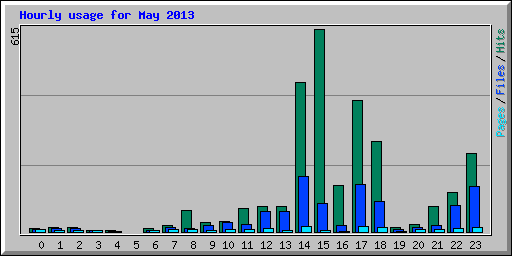 Hourly usage for May 2013
615
Pages/Files/Hits
0 1 2 3 4 5 6 7 8 9 10 11 12 13 14 15 16 17 18 19 20 21 22 23